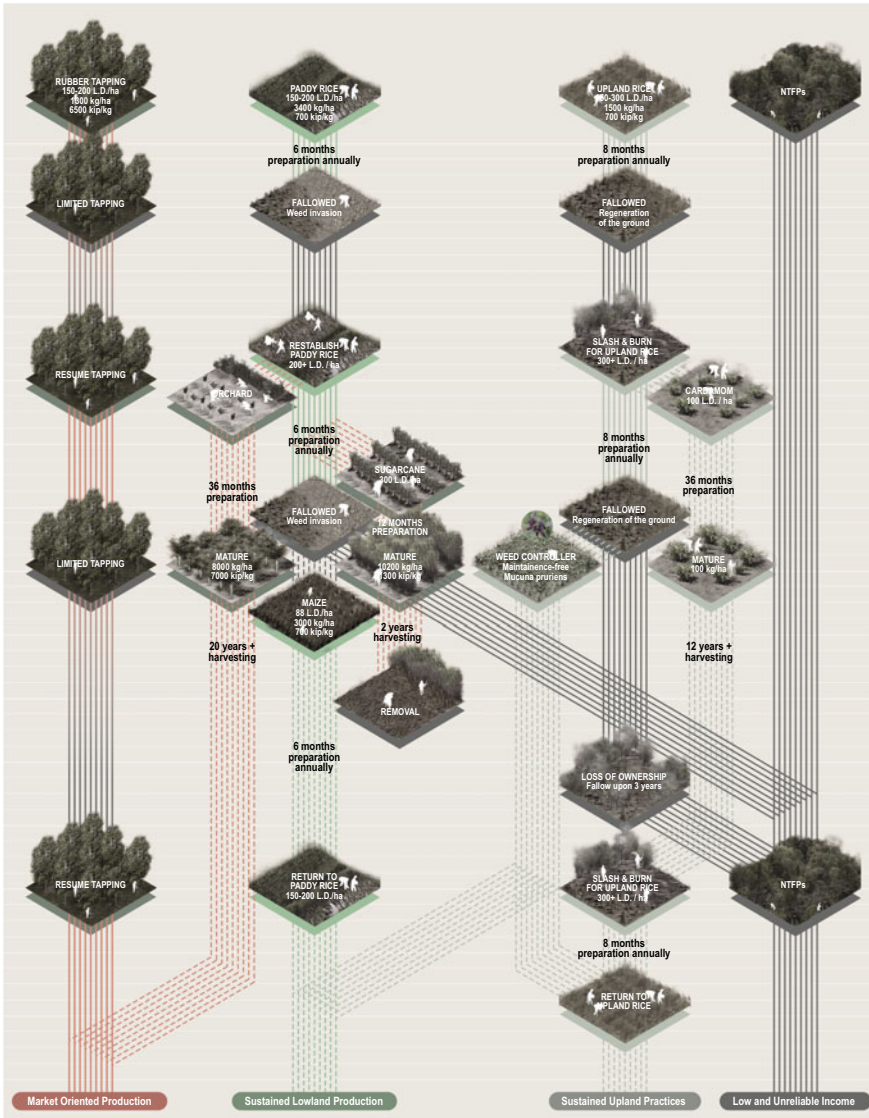 RUBBER TAPPING
150-200 L.D./ha
1800 kg/ha
6500 kip/kg
PADDY RICE
150-200 L.D./ha
3400 kg/ha
700 kip/kg
UPLAND RICE
L.D./ha
1500 kg/ha
700 kip/kg
NTFPs
6 months
preparation annually
8 months
preparation annually
LIMITED TAPPING
FALLOWED
Weed invasion
FALLOWED
Regeneration
of the ground
RESUME TAPPING
RESTABLISH
PADDY RICE
200+ L.D. / ha
SLASH & BURN
FOR UPLAND RICE
300+ L.D. / ha
ORCHARD
CARDAMOM
100 L.D. / ha
6 months
preparation
annually
8 months
preparation annually
SUGARCANE
300 L.D./ha
36 months
preparation
36 months
preparation
LIMITED TAPPING
FALLOWED
Weed invasion
12 MONTHS
PREPARATION
FALLOWED
Regeneration of the ground
MATURE
8000 kg/ha
7000 kip/kg
MATURE
10200 kg/ha
kip/kg
WEED CONTROLLER
Maintainence-free
Mucuna pruriens
MATURE
100 kg/ha
MAIZE
88 L.D./ha
3000 kg/ha
700 kip/kg
20 years +
harvesting
2 years
harvesting
12 years +
harvesting
REMOVAL
6 months
preparation
annually
LOSS OF OWNERSHIP
Fallow upon 3 years
RESUME TAPPING
RETURN TO
PADDY RICE
150-200 L.D./ha
SLASH & BURN
FOR UPLAND RICE
300+ L.D. / ha
NTFPs
8 months
preparation annually
RETURN TO
UPLAND RICE
Market Oriented Production
Sustained Lowland Production
Sustained Upland Practices
Low and Unreliable Income